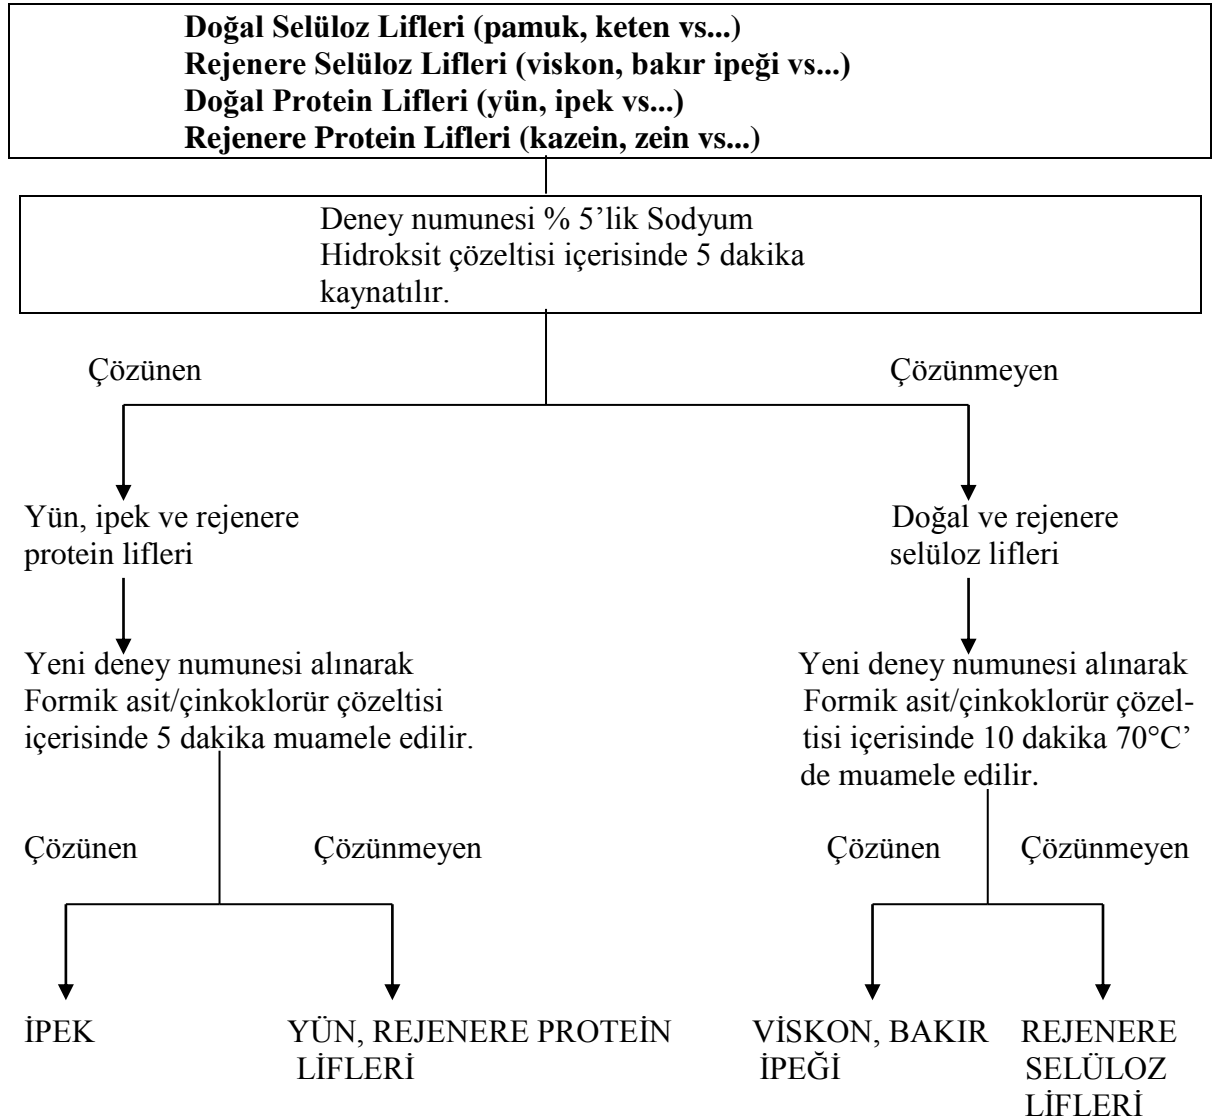 Doğal Selüloz Lifleri (pamuk, keten vs...)
Rejenere Selüloz Lifleri (viskon, bakır ipeği vs...)
Doğal Protein Lifleri (yün, ipek vs...)
Rejenere Protein Lifleri (kazein, zein vs...)
Deney numunesi % 5’lik Sodyum
Hidroksit çözeltisi içerisinde 5 dakika
kaynatılır.
Çözünen
Çözünmeyen
Yün, ipek ve rejenere
protein lifleri
Doğal ve rejenere
selüloz lifleri
Yeni deney numunesi alınarak
Formik asit/çinkoklorür çözeltisi
içerisinde 5 dakika muamele edilir.
Yeni deney numunesi alınarak
Formik asit/çinkoklorür çözel-
tisi içerisinde 10 dakika 70°C’
de muamele edilir.
Çözünen
Çözünmeyen
Çözünen
Çözünmeyen
İPEK
YÜN, REJENERE PROTEİN
LİFLERİ
VİSKON, BAKIR
İPEĞİ
REJENERE
SELÜLOZ
LİFLERİ